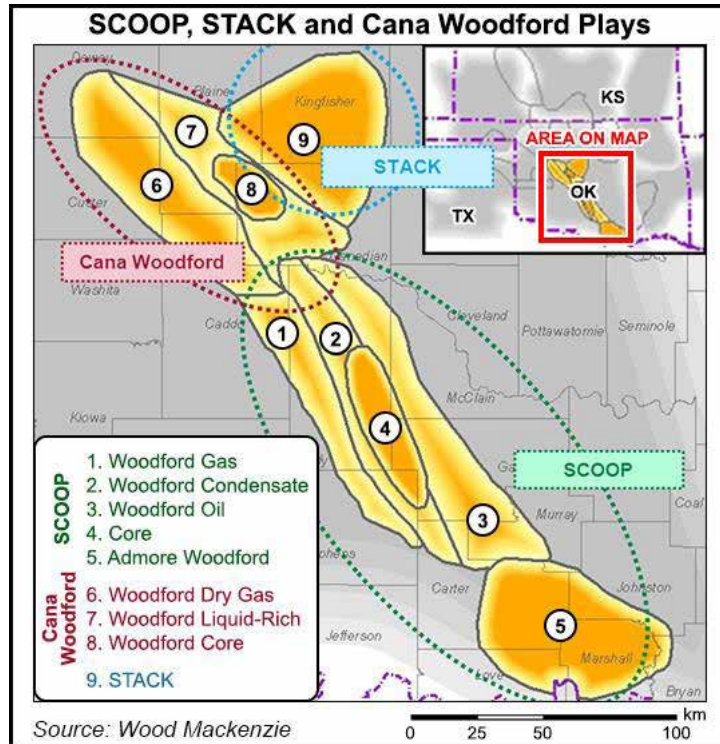 SCOOP, STACK and Cana Woodford Plays
Dewey
Blaine
Kingfisher
KS
AREA ON MAP
OK
TX
7
9
8
6
STACK
Custer
Cana Woodford
Canadian
Washita
Caddo
1
2
Cleveland
Pottawatomie
Seminole
Kiowa
McClain
4
SCOOP
3
Murray
Coal
Carter
Johnston
5
Jefferson
Marshall
Love
Bryan
SCOOP
1. Woodford Gas
2. Woodford Condensate
3. Woodford Oil
4. Core
5. Admore Woodford
Cana
Woodford
6. Woodford Dry Gas
7. Woodford Liquid-Rich
8. Woodford Core
9. STACK
Source: Wood Mackenzie
km
0 25 50 100